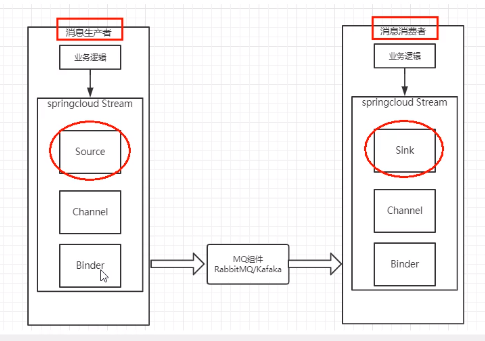 消息生产者
业务逻辑
springcloud Stream
Source
Channel
Binder
MQ组件
RabbitMQ/Kafaka
消息消费者
业务逻辑
springcloud Stream
Sink
Channel
Binder